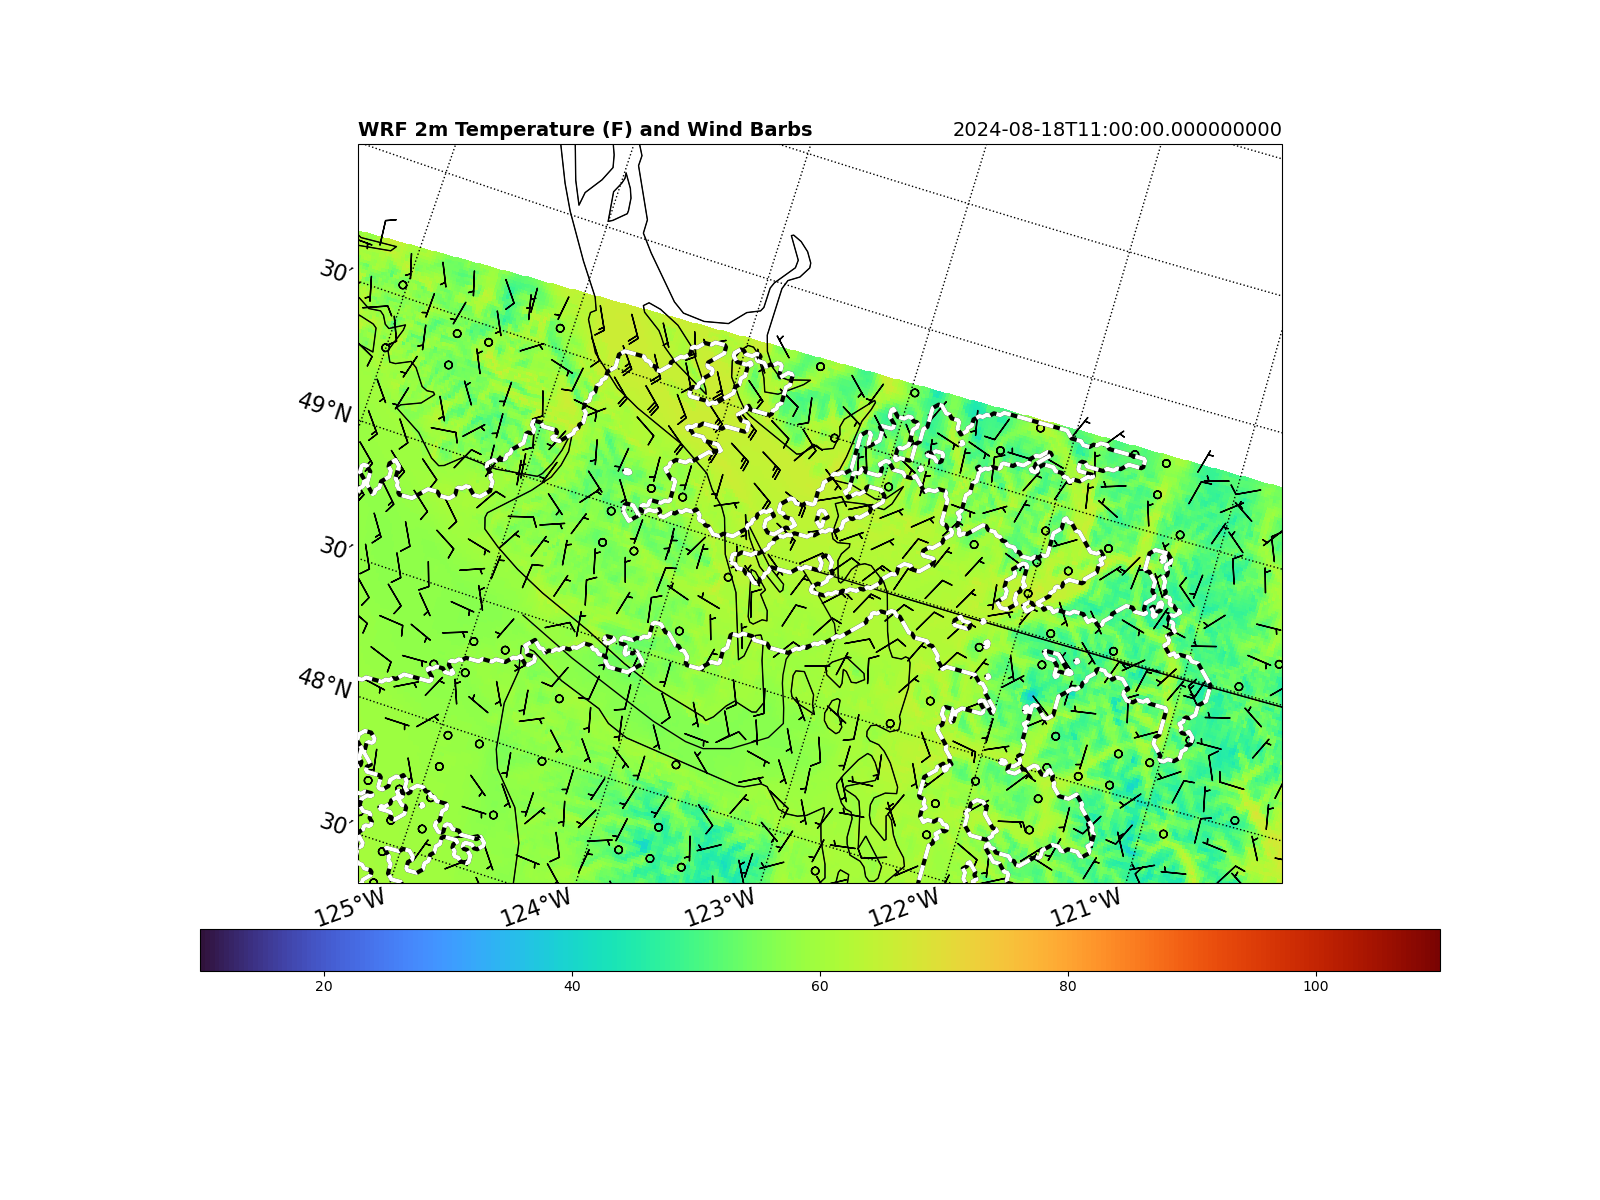 WRF 2m Temperature (F) and Wind Barbs 2024-08-18T11:00:00.000000000
30′
49°N
30′
48°N
30′
125°W 124°W 123°W 122°W 121°W
20 40 60 80 100